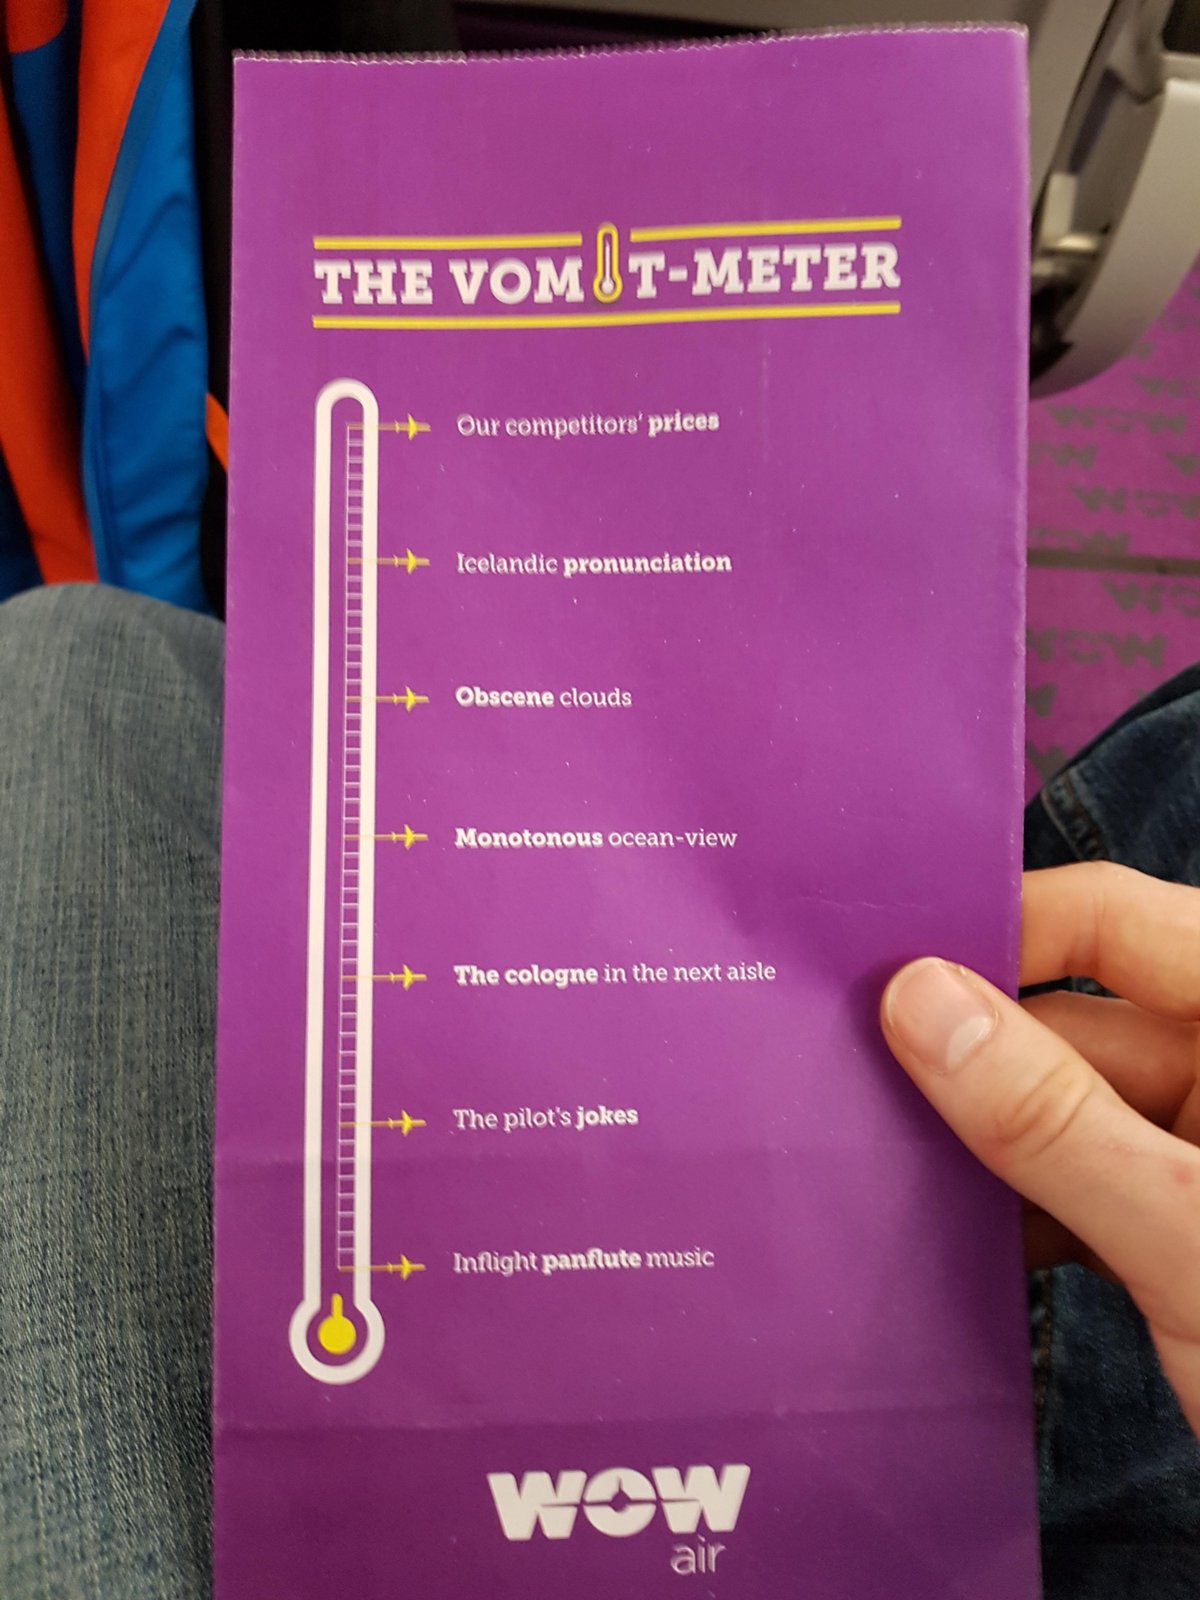 THE VOMIT-METER
Our competitors' prices
Icelandic pronunciation
Obscene clouds
Monotonous ocean-view
The cologne in the next aisle
The pilot's jokes
Inflight panflute music
WOW
air